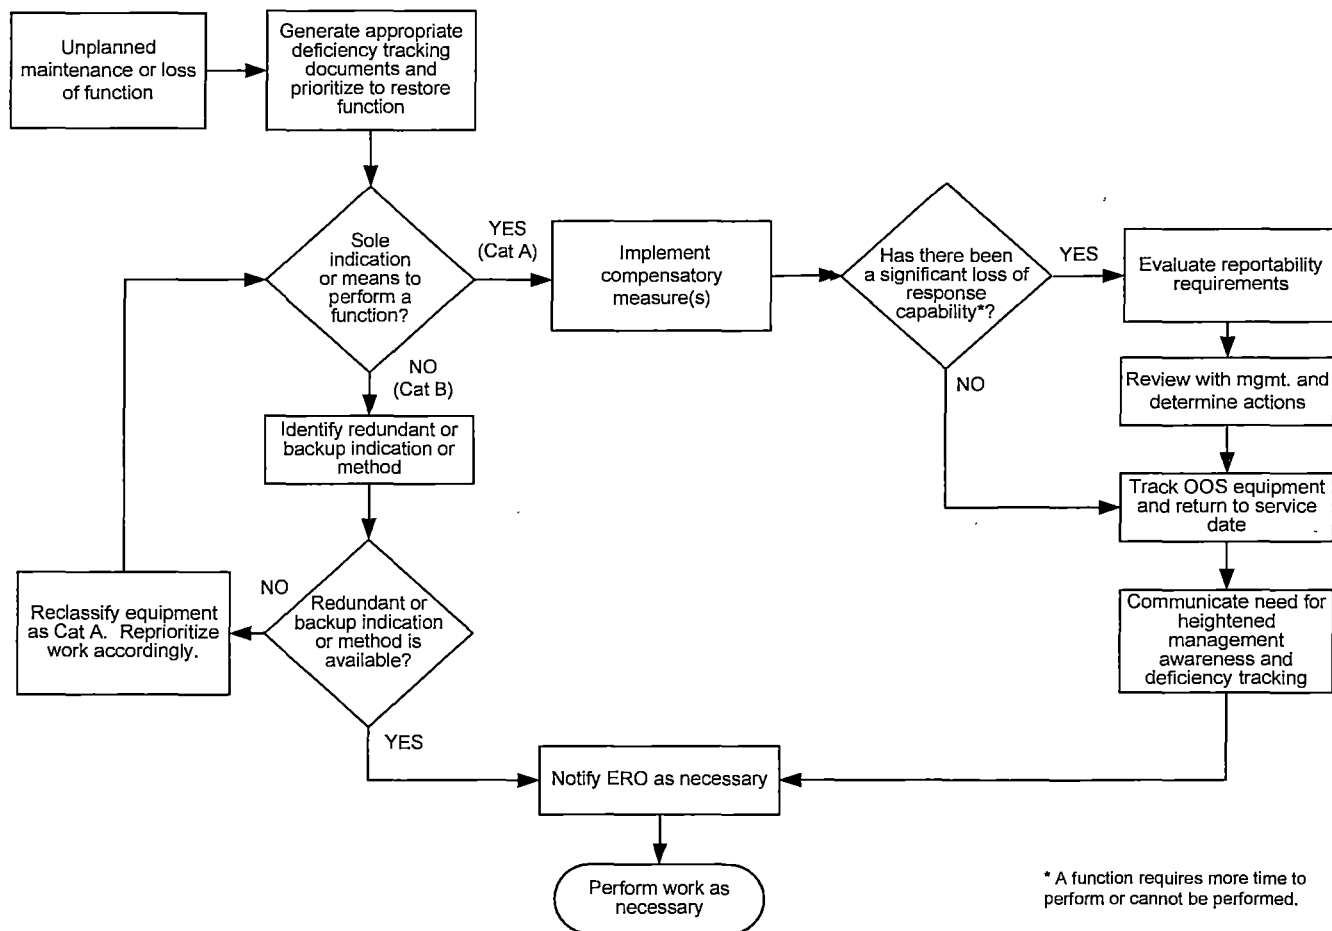 Unplanned
maintenance or loss
of function
Generate appropriate
deficiency tracking
documents and
prioritize to restore
function
Sole
indication
or means to
perform a
function?
YES
(Cat A)
Implement
compensatory
measure(s)
Has there been
a significant loss of
response
capability*?
YES
Evaluate reportability
requirements
NO
(Cat B)
NO
Review with mgmt. and
determine actions
Identify redundant or
backup indication or
method
Track OOS equipment
and return to service
date
Reclassify equipment
as Cat A. Reprioritize
work accordingly.
NO
Redundant or
backup indication
or method is
available?
Communicate need for
heightened
management
awareness and
deficiency tracking
YES
Notify ERO as necessary
Perform work as
necessary
* A function requires more time to
perform or cannot be performed.